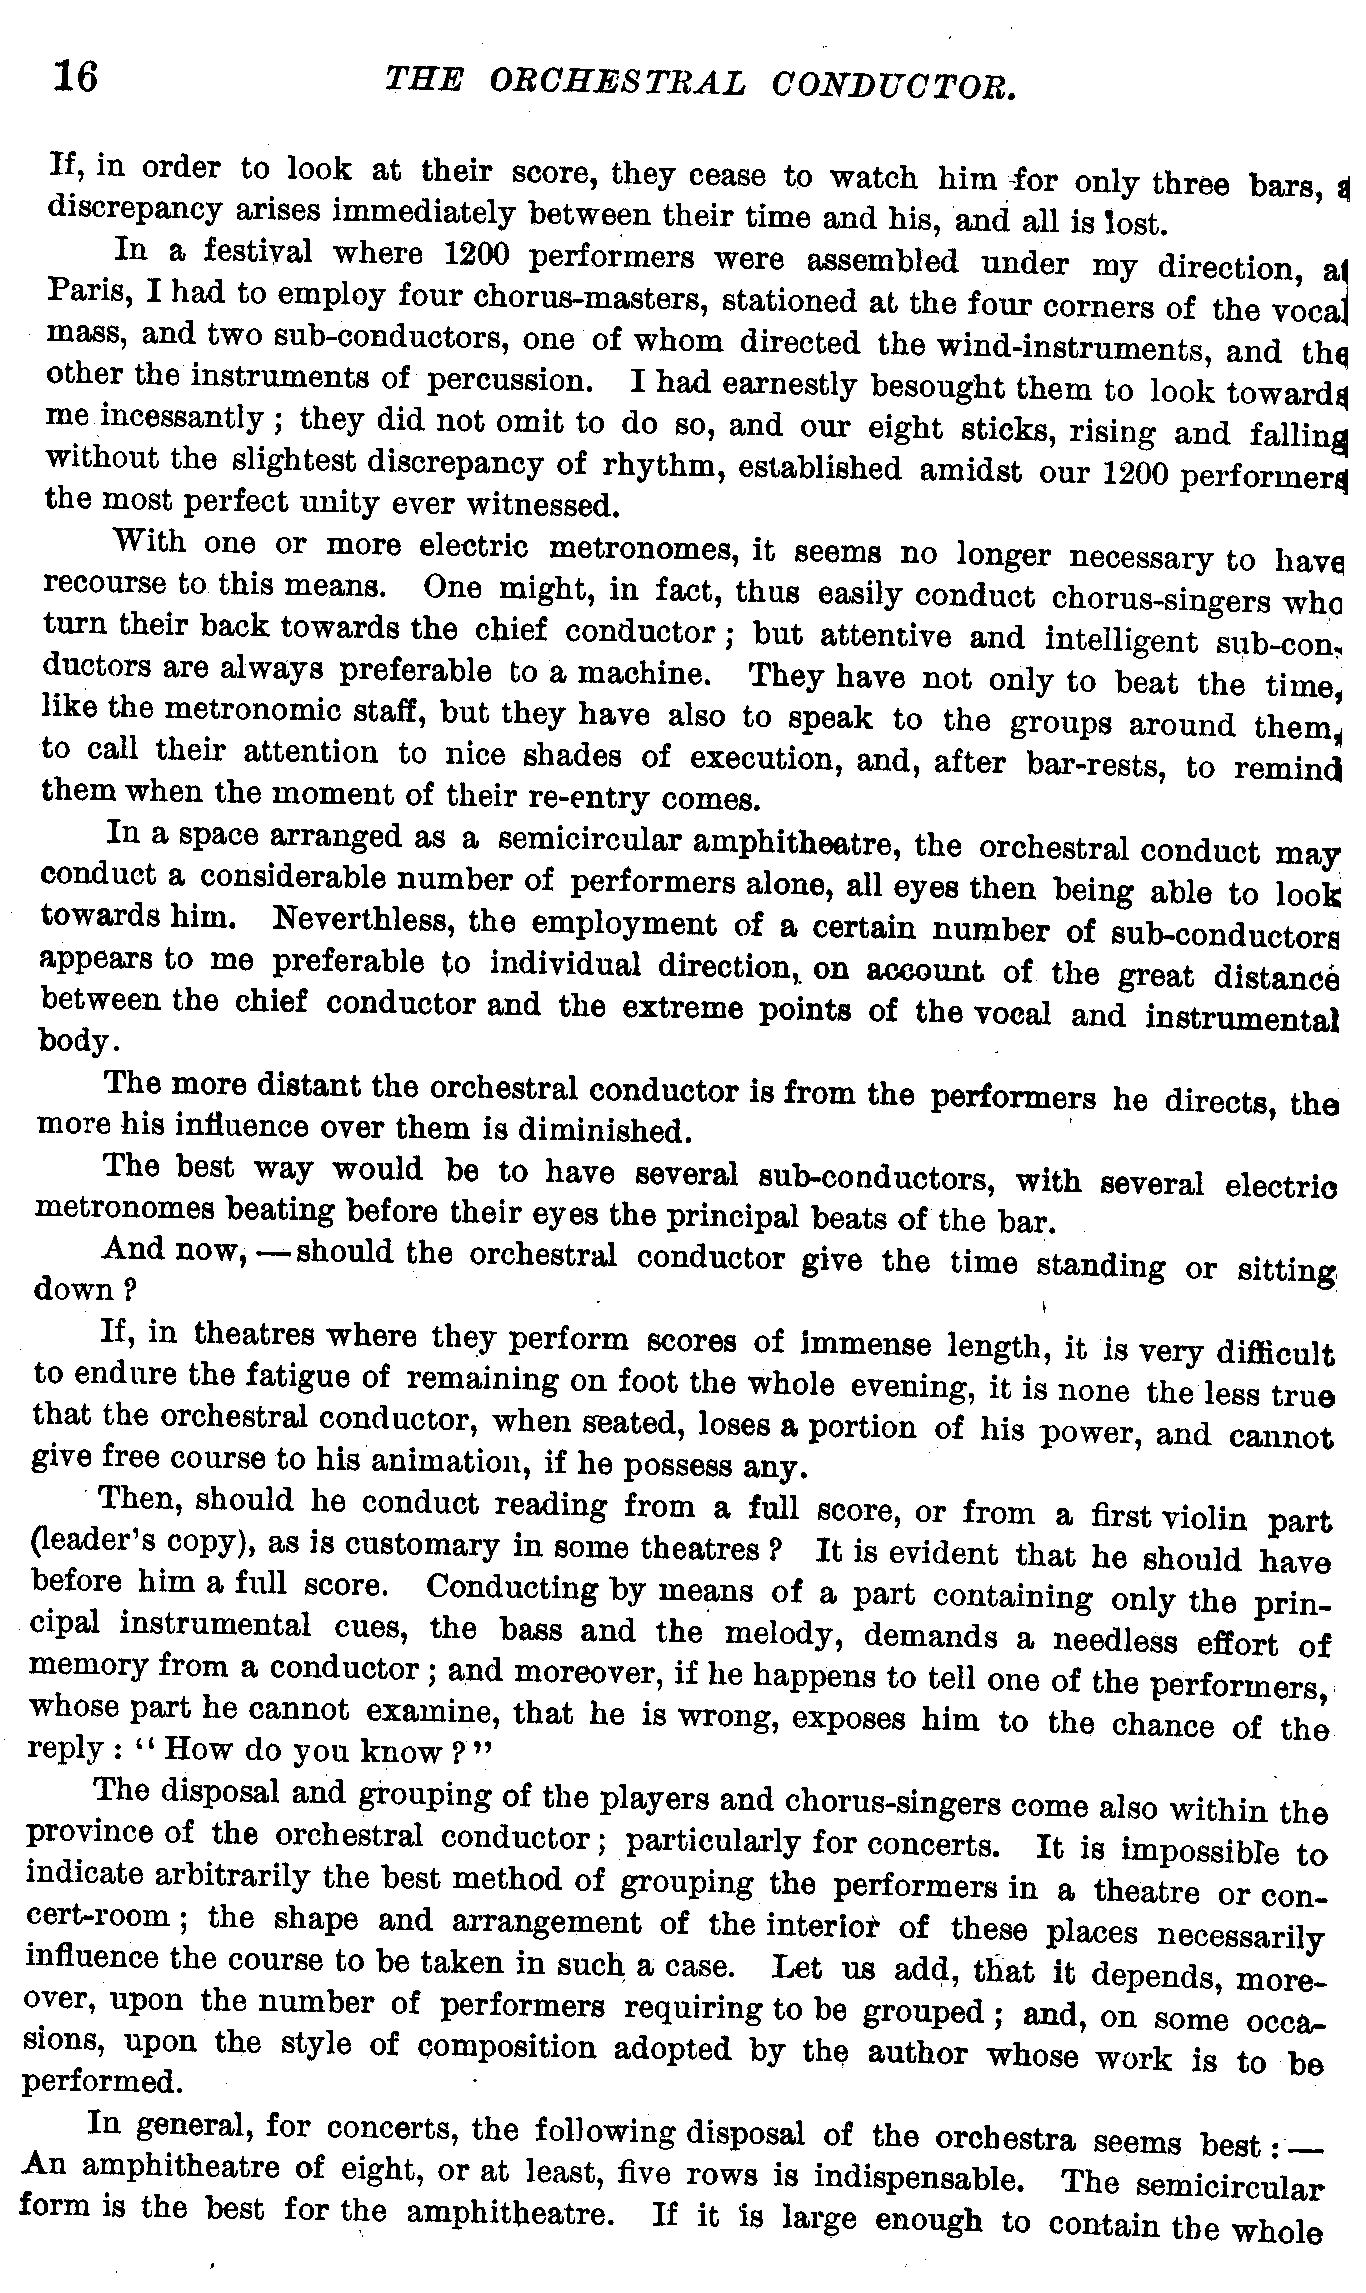 16 THE ORCHESTRAL CONDUCTOR.
If, in order to look at their score, they cease to watch him for only three bars, a
discrepancy arises immediately between their time and his, and all is lost.
In a festival where 1200 performers were assembled under my direction, at
Paris, I had to employ four chorus-masters, stationed at the four corners of the vocal
mass, and two sub-conductors, one of whom directed the wind-instruments, and the
other the instruments of percussion. I had earnestly besought them to look towards
me incessantly ; they did not omit to do so, and our eight sticks, rising and falling
without the slightest discrepancy of rhythm, established amidst our 1200 performers
the most perfect unity ever witnessed.
With one or more electric metronomes, it seems no longer necessary to have
recourse to this means. One might, in fact, thus easily conduct chorus-singers who
turn their back towards the chief conductor ; but attentive and intelligent sub-con-
ductors are always preferable to a machine. They have not only to beat the time,
like the metronomic staff, but they have also to speak to the groups around them,
to call their attention to nice shades of execution, and, after bar-rests, to remind
them when the moment of their re-entry comes.
In a space arranged as a semicircular amphitheatre, the orchestral conduct may
conduct a considerable number of performers alone, all eyes then being able to look
towards him. Neverthless, the employment of a certain number of sub-conductors
appears to me preferable to individual direction, on account of the great distance
between the chief conductor and the extreme points of the vocal and instrumental
body.
The more distant the orchestral conductor is from the performers he directs, the
more his influence over them is diminished.
The best way would be to have several sub-conductors, with several electric
metronomes beating before their eyes the principal beats of the bar.
And now, — should the orchestral conductor give the time standing or sitting
down ?
If, in theatres where they perform scores of immense length, it is very difficult
to endure the fatigue of remaining on foot the whole evening, it is none the less true
that the orchestral conductor, when seated, loses a portion of his power, and cannot
give free course to his animation, if he possess any.
Then, should he conduct reading from a full score, or from a first violin part
(leader's copy), as is customary in some theatres ? It is evident that he should have
before him a full score. Conducting by means of a part containing only the prin-
cipal instrumental cues, the bass and the melody, demands a needless effort of
memory from a conductor ; and moreover, if he happens to tell one of the performers,
whose part he cannot examine, that he is wrong, exposes him to the chance of the
reply : “ How do you know ? ”
The disposal and grouping of the players and chorus-singers come also within the
province of the orchestral conductor ; particularly for concerts. It is impossible to
indicate arbitrarily the best method of grouping the performers in a theatre or con-
cert-room ; the shape and arrangement of the interior of these places necessarily
influence the course to be taken in such a case. Let us add, that it depends, more-
over, upon the number of performers requiring to be grouped ; and, on some occa-
sions, upon the style of composition adopted by the author whose work is to be
performed.
In general, for concerts, the following disposal of the orchestra seems best : —
An amphitheatre of eight, or at least, five rows is indispensable. The semicircular
form is the best for the amphitheatre. If it is large enough to contain the whole